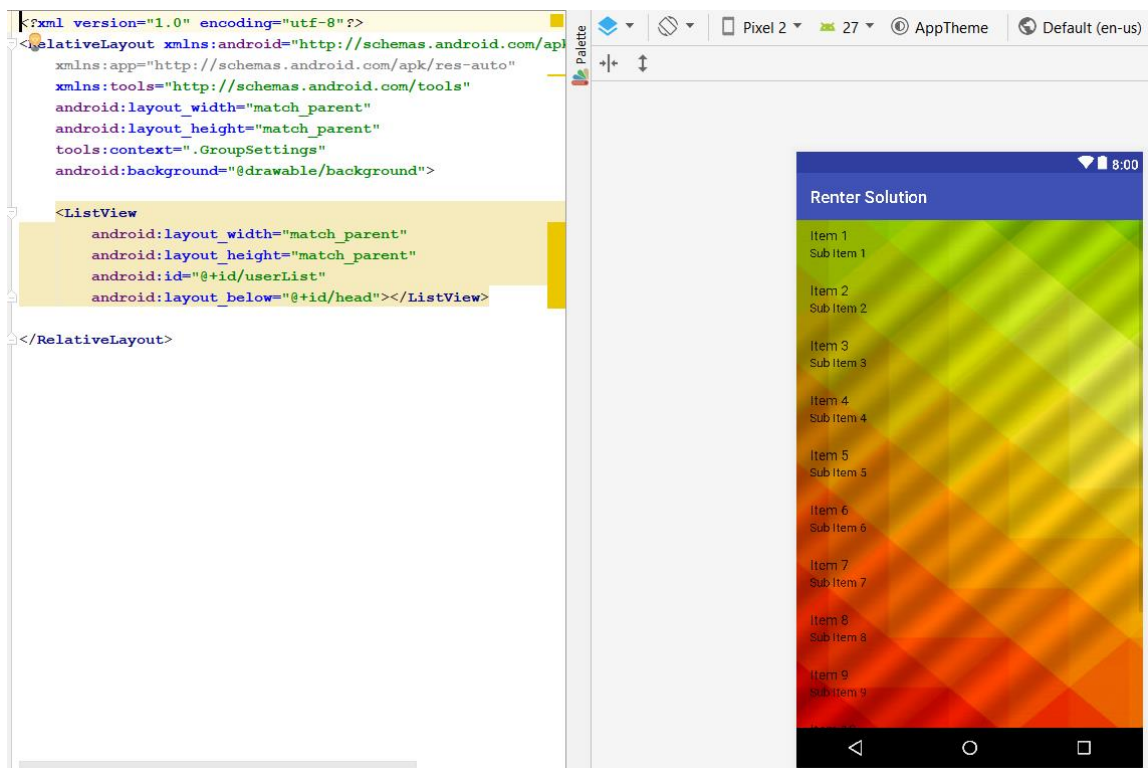 <?xml version="1.0" encoding="utf-8"?>
<RelativeLayout xmlns:android="http://schemas.android.com/apk
xmlns:app="http://schemas.android.com/apk/res-auto"
xmlns:tools="http://schemas.android.com/tools"
android:layout_width="match_parent"
android:layout_height="match_parent"
tools:context=".GroupSettings"
android:background="@drawable/background">
<ListView
android:layout_width="match_parent"
android:layout_height="match_parent"
android:id="@+id/userList"
android:layout_below="@+id/head"></ListView>
</RelativeLayout>
Palette
Pixel 2 27 AppTheme Default (en-us)
8:00
Renter Solution
Item 1
Sub Item 1
Item 2
Sub Item 2
Item 3
Sub Item 3
Item 4
Sub Item 4
Item 5
Sub Item 5
Item 6
Sub Item 6
Item 7
Sub Item 7
Item 8
Sub Item 8
Item 9
Sub Item 9